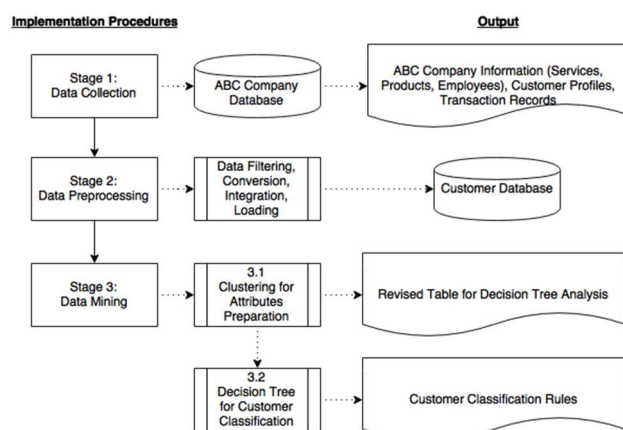 Implementation Procedures
Output
Stage 1:
Data Collection
ABC Company
Database
ABC Company Information (Services,
Products, Employees), Customer Profiles,
Transaction Records
Stage 2:
Data Preprocessing
Data Filtering,
Conversion,
Integration,
Loading
Customer Database
Stage 3:
Data Mining
3.1
Clustering for
Attributes
Preparation
Revised Table for Decision Tree Analysis
3.2
Decision Tree
for Customer
Classification
Customer Classification Rules